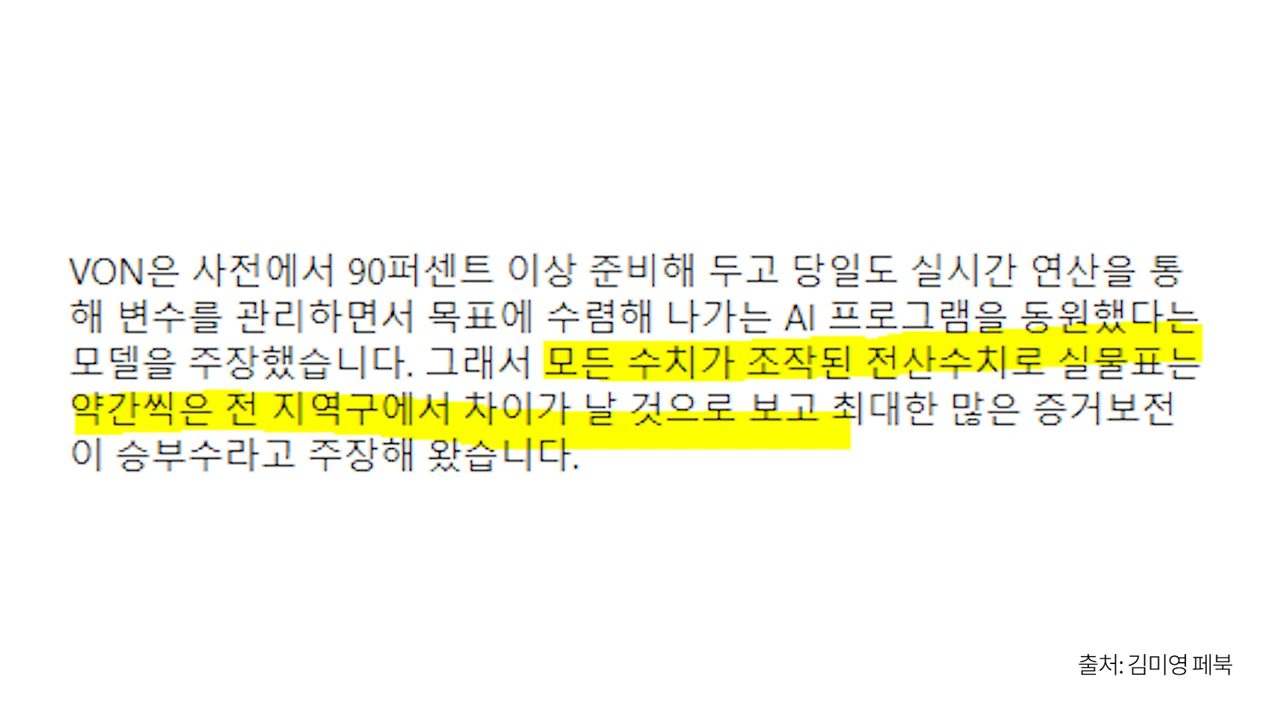 VON은 사전에서 90퍼센트 이상 준비해 두고 당일도 실시간 연산을 통
해 변수를 관리하면서 목표에 수렴해 나가는 AI 프로그램을 동원했다는
모델을 주장했습니다. 그래서 모든 수치가 조작된 전산수치로 실물표는
약간씩은 전 지역구에서 차이가 날 것으로 보고 최대한 많은 증거보전
이 승부수라고 주장해 왔습니다.
출처: 김미영 페북